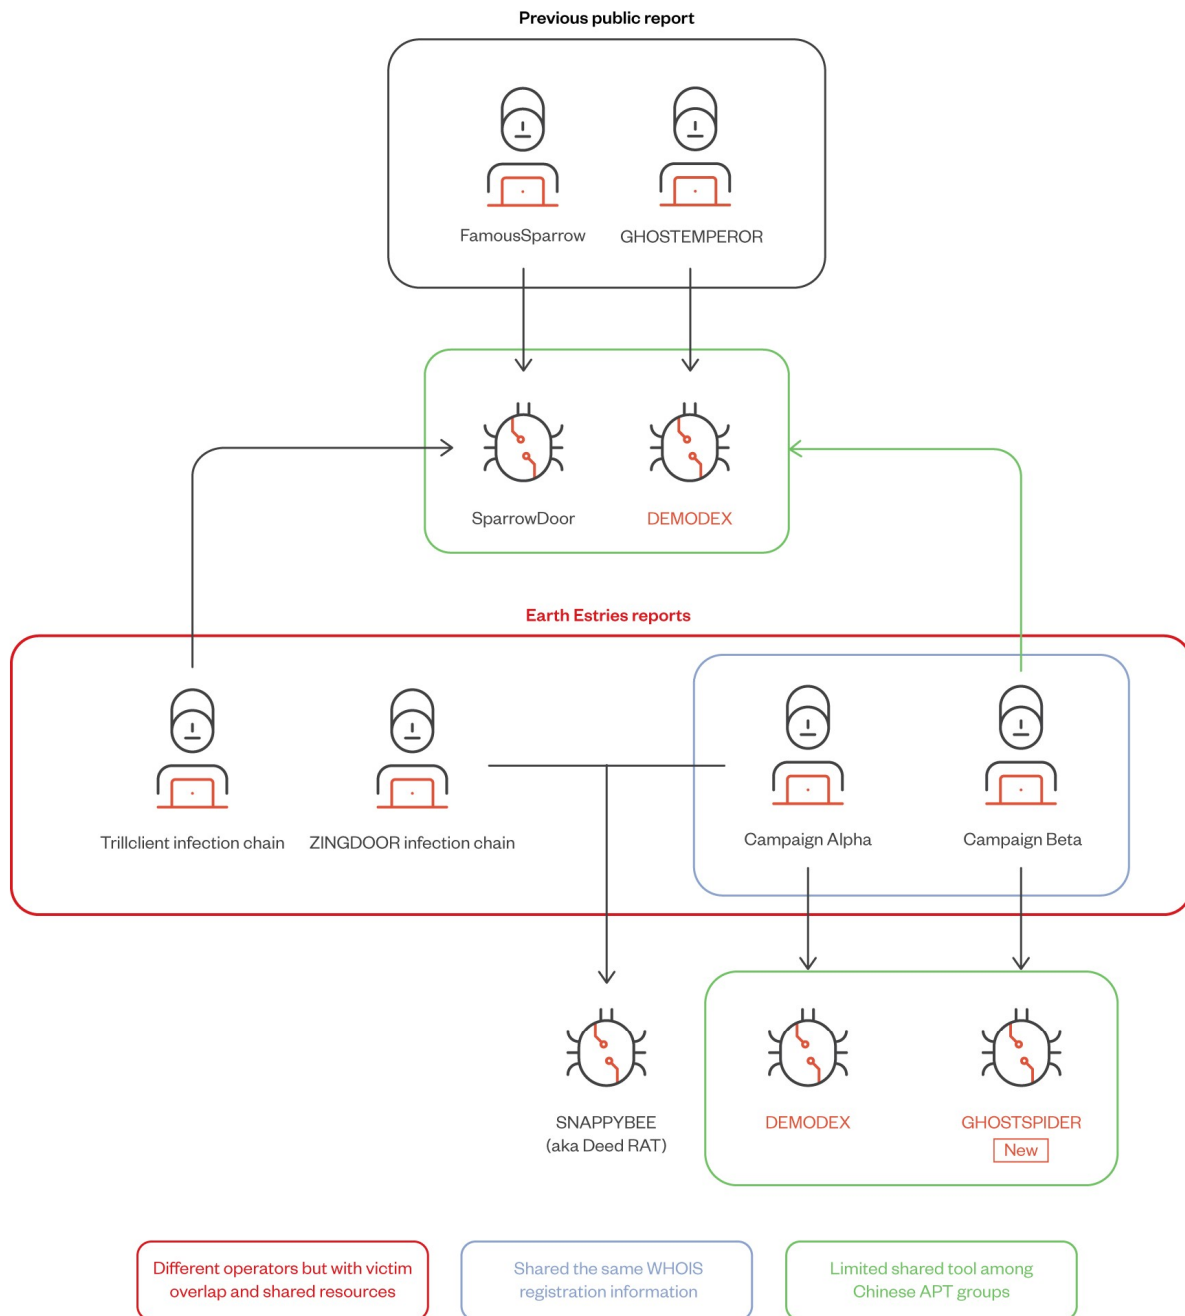 Previous public report
FamousSparrow
GHOSTEMPEROR
SparrowDoor
DEMODEX
Earth Estries reports
Trillclient infection chain
ZINGDOOR infection chain
Campaign Alpha
Campaign Beta
SNAPPYBEE
(aka Deed RAT)
DEMODEX
GHOSTSPIDER
New
Different operators but with victim
overlap and shared resources
Shared the same WHOIS
registration information
Limited shared tool among
Chinese APT groups